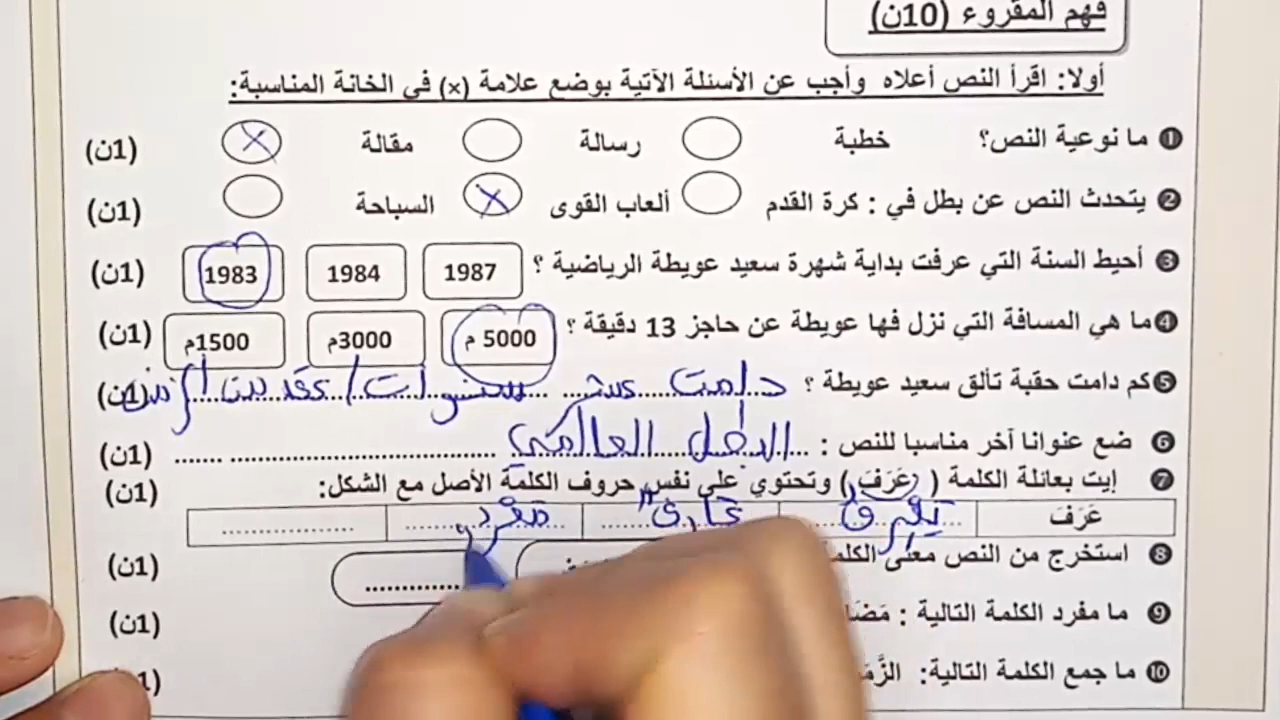 فهم المقروء (10ن)
أولا: اقرأ النص أعلاه وأجب عن الأسئلة الآتية بوضع علامة (×) في الخانة المناسبة:
❶ ما نوعية النص؟ خطبة رسالة مقالة (1ن)
❷ يتحدث النص عن بطل في : كرة القدم ألعاب القوى السباحة (1ن)
❸ أحيط السنة التي عرفت بداية شهرة سعيد عويطة الرياضية ؟ 1987 1984 1983 (1ن)
❹ ما هي المسافة التي نزل فيها عويطة عن حاجز 13 دقيقة ؟ 5000 م 3000م 1500م (1ن)
❺ كم دامت حقبة تألق سعيد عويطة ؟ دامت عشر سنوات / عقد من الزمن (1ن)
❻ ضع عنوانا آخر مناسبا للنص : البطل العالمي (1ن)
❼ إيت بعائلة الكلمة ( عَرَفَ ) وتحتوي على نفس حروف الكلمة الأصل مع الشكل: (1ن)
عَرَفَ يَعْرِفُ عَارِفٌ
❽ استخرج من النص معنى الكلمة (1ن)
❾ ما مفرد الكلمة التالية : (1ن)
❿ ما جمع الكلمة التالية: